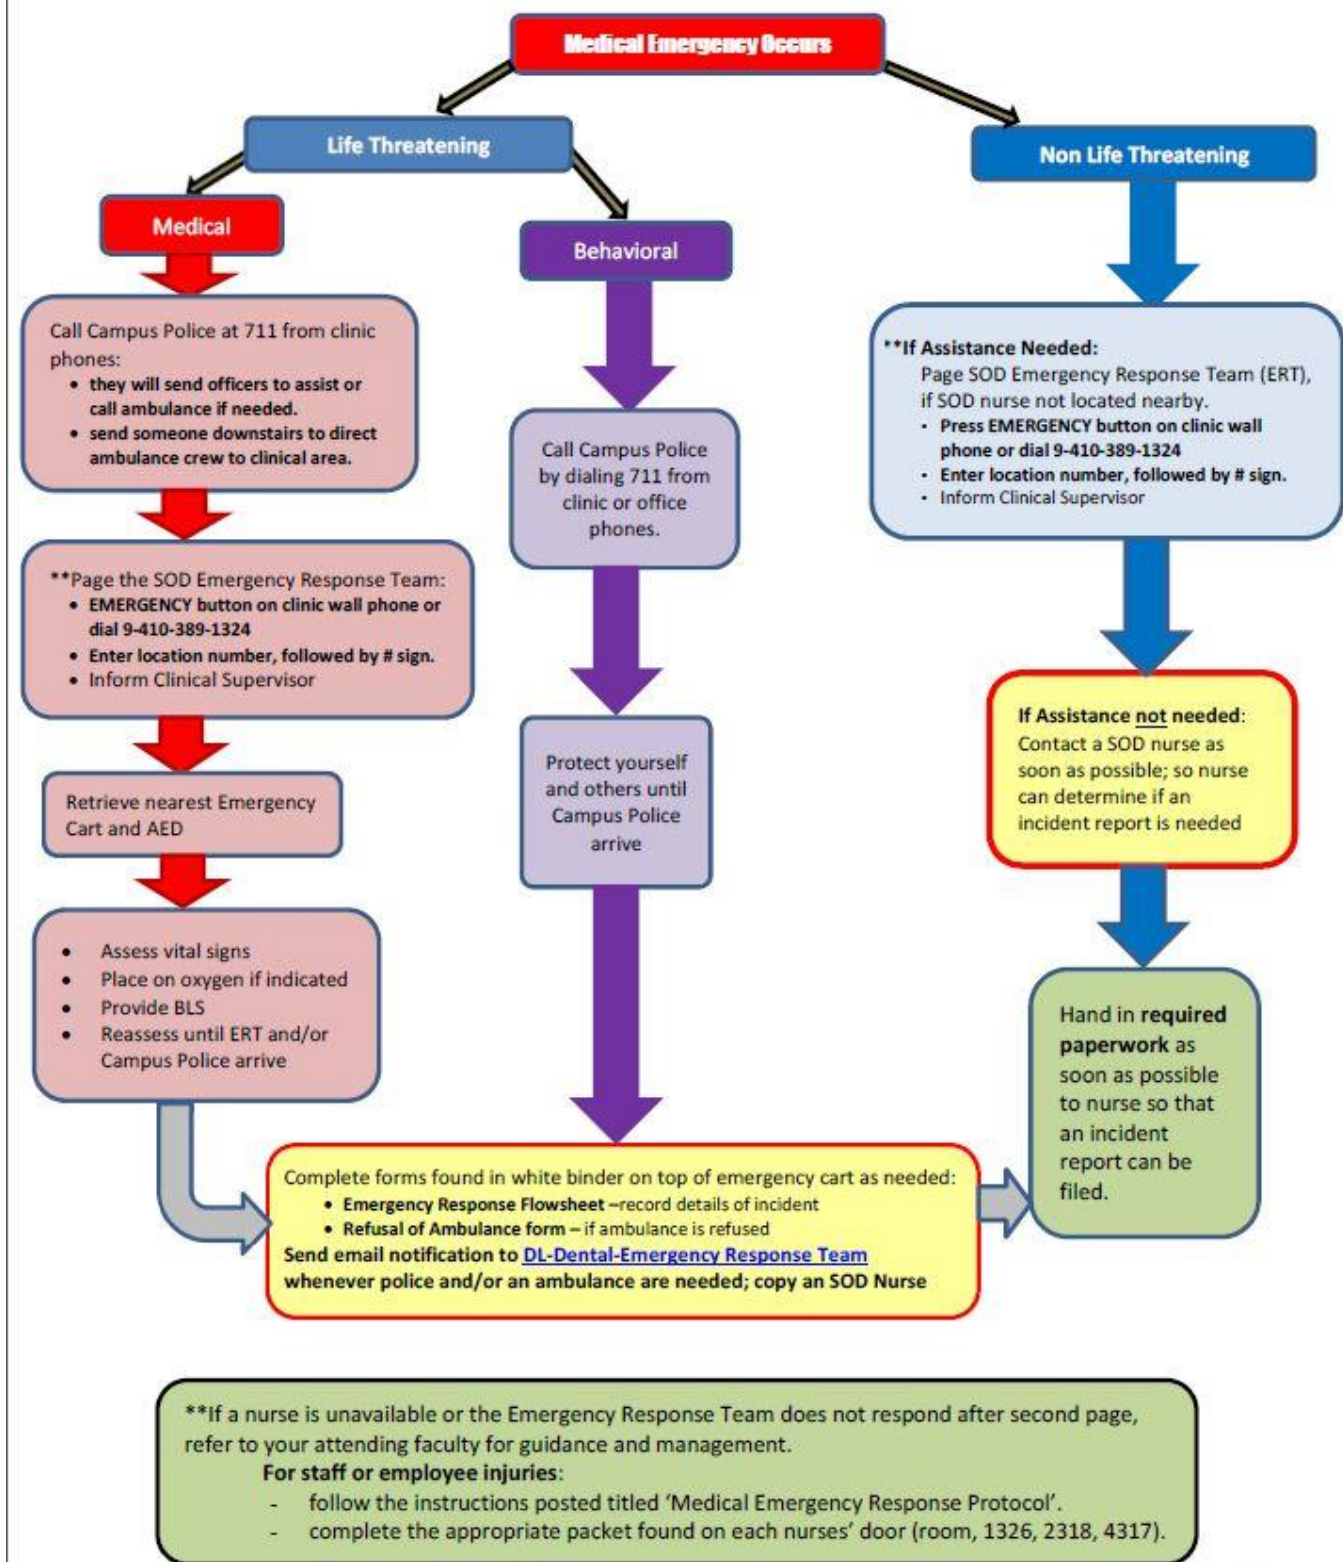 Medical Emergency Occurs
Life Threatening
Non Life Threatening
Medical
Behavioral
Call Campus Police at 711 from clinic
phones:
• they will send officers to assist or
call ambulance if needed.
• send someone downstairs to direct
ambulance crew to clinical area.
**Page the SOD Emergency Response Team:
• EMERGENCY button on clinic wall phone or
dial 9-410-389-1324
• Enter location number, followed by # sign.
• Inform Clinical Supervisor
Retrieve nearest Emergency
Cart and AED
• Assess vital signs
• Place on oxygen if indicated
• Provide BLS
• Reassess until ERT and/or
Campus Police arrive
Call Campus Police
by dialing 711 from
clinic or office
phones.
Protect yourself
and others until
Campus Police
arrive
**If Assistance Needed:
Page SOD Emergency Response Team (ERT),
if SOD nurse not located nearby.
- Press EMERGENCY button on clinic wall
phone or dial 9-410-389-1324
- Enter location number, followed by # sign.
- Inform Clinical Supervisor
If Assistance not needed:
Contact a SOD nurse as
soon as possible; so nurse
can determine if an
incident report is needed
Hand in required
paperwork as
soon as possible
to nurse so that
an incident
report can be
filed.
Complete forms found in white binder on top of emergency cart as needed:
• Emergency Response Flowsheet –record details of incident
• Refusal of Ambulance form – if ambulance is refused
Send email notification to DL-Dental-Emergency Response Team
whenever police and/or an ambulance are needed; copy an SOD Nurse
**If a nurse is unavailable or the Emergency Response Team does not respond after second page,
refer to your attending faculty for guidance and management.
For staff or employee injuries:
- follow the instructions posted titled ‘Medical Emergency Response Protocol’.
- complete the appropriate packet found on each nurses’ door (room, 1326, 2318, 4317).